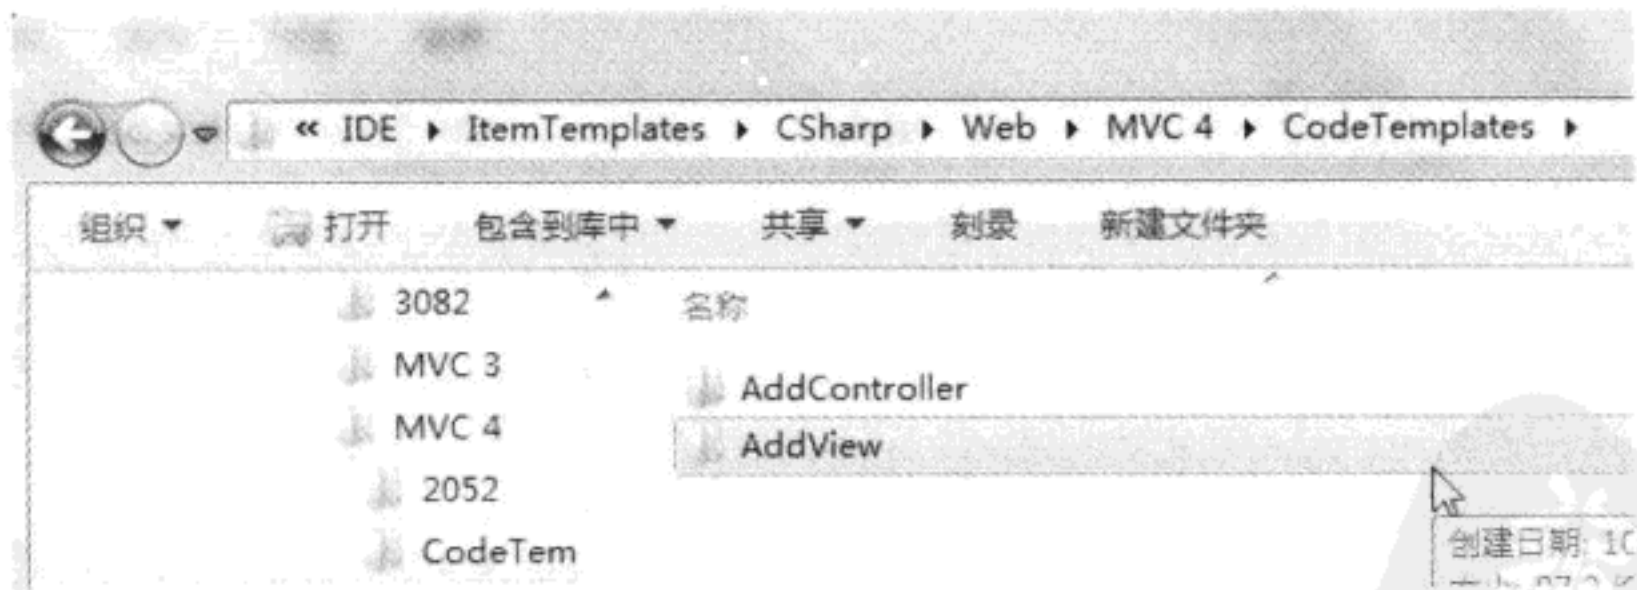 « IDE ▸ ItemTemplates ▸ CSharp ▸ Web ▸ MVC 4 ▸ CodeTemplates ▸
组织 打开 包含到库中 共享 刻录 新建文件夹
3082
MVC 3
MVC 4
2052
CodeTem
名称
AddController
AddView
创建日期: 10